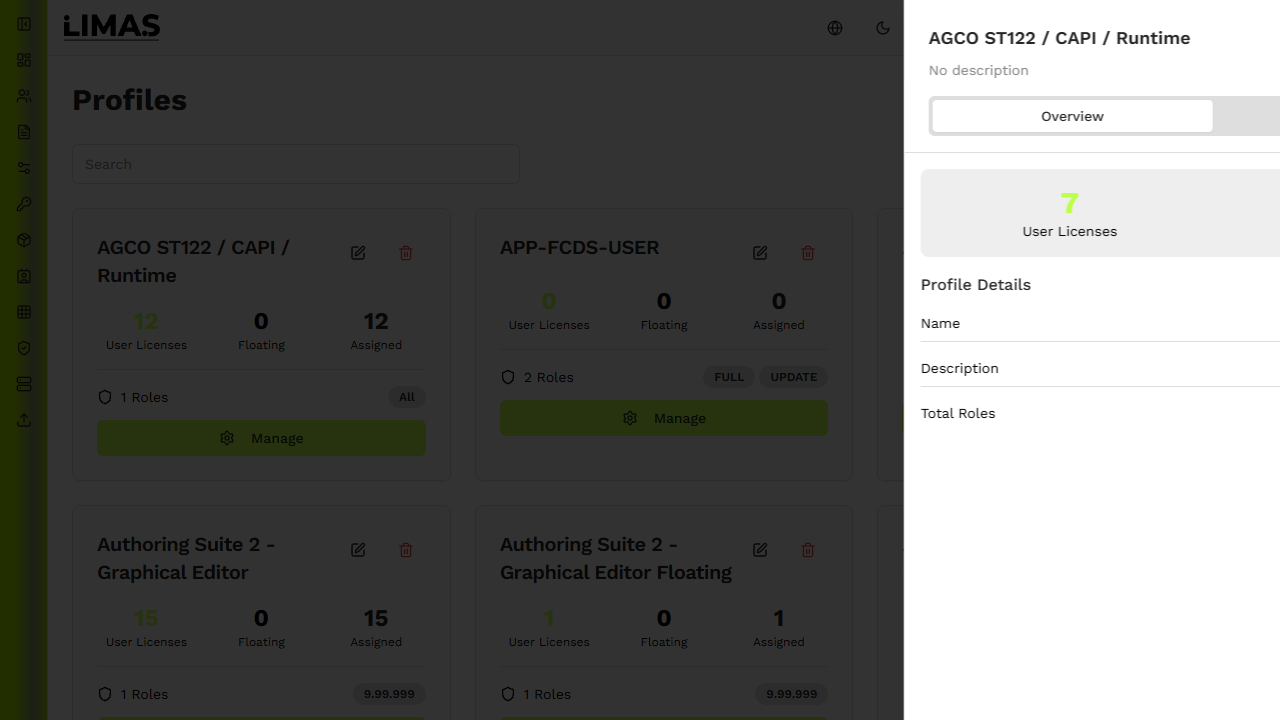 LIMAS
Profiles
Search
AGCO ST122 / CAPI /
Runtime
12
User Licenses
0
Floating
12
Assigned
1 Roles
All
Manage
APP-FCDS-USER
0
User Licenses
0
Floating
0
Assigned
2 Roles
FULL
UPDATE
Manage
Authoring Suite 2 -
Graphical Editor
15
User Licenses
0
Floating
15
Assigned
1 Roles
9.99.999
Authoring Suite 2 -
Graphical Editor Floating
1
User Licenses
0
Floating
1
Assigned
1 Roles
9.99.999
AGCO ST122 / CAPI / Runtime
No description
Overview
7
User Licenses
Profile Details
Name
Description
Total Roles